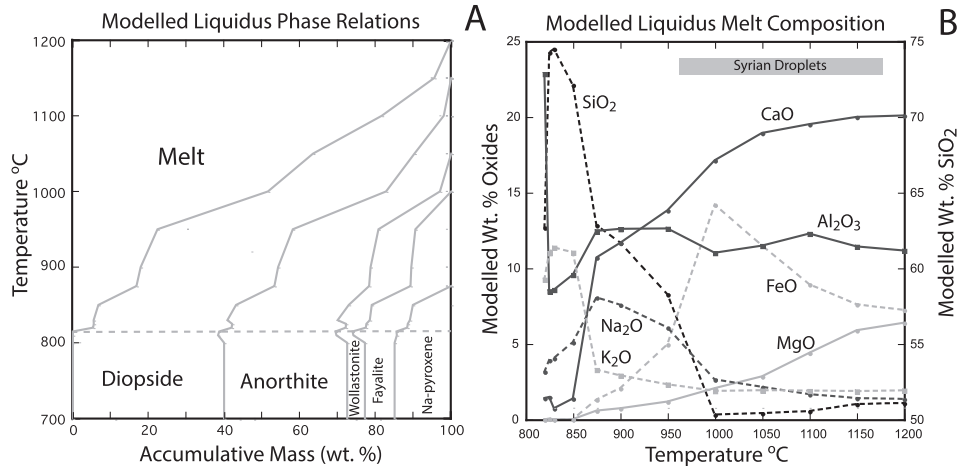 Modelled Liquidus Phase Relations
A
1200
1100
1000
900
800
700
Temperature ºC
Melt
Diopside
Anorthite
Wollastonite
Fayalite
Na-pyroxene
0
20
40
60
80
100
Accumulative Mass (wt. %)
Modelled Liquidus Melt Composition
B
25
20
15
10
5
0
Modelled Wt. % Oxides
Syrian Droplets
SiO₂
CaO
Al₂O₃
FeO
Na₂O
K₂O
MgO
75
70
65
60
55
50
Modelled Wt. % SiO₂
800
850
900
950
1000
1050
1100
1150
1200
Temperature ºC